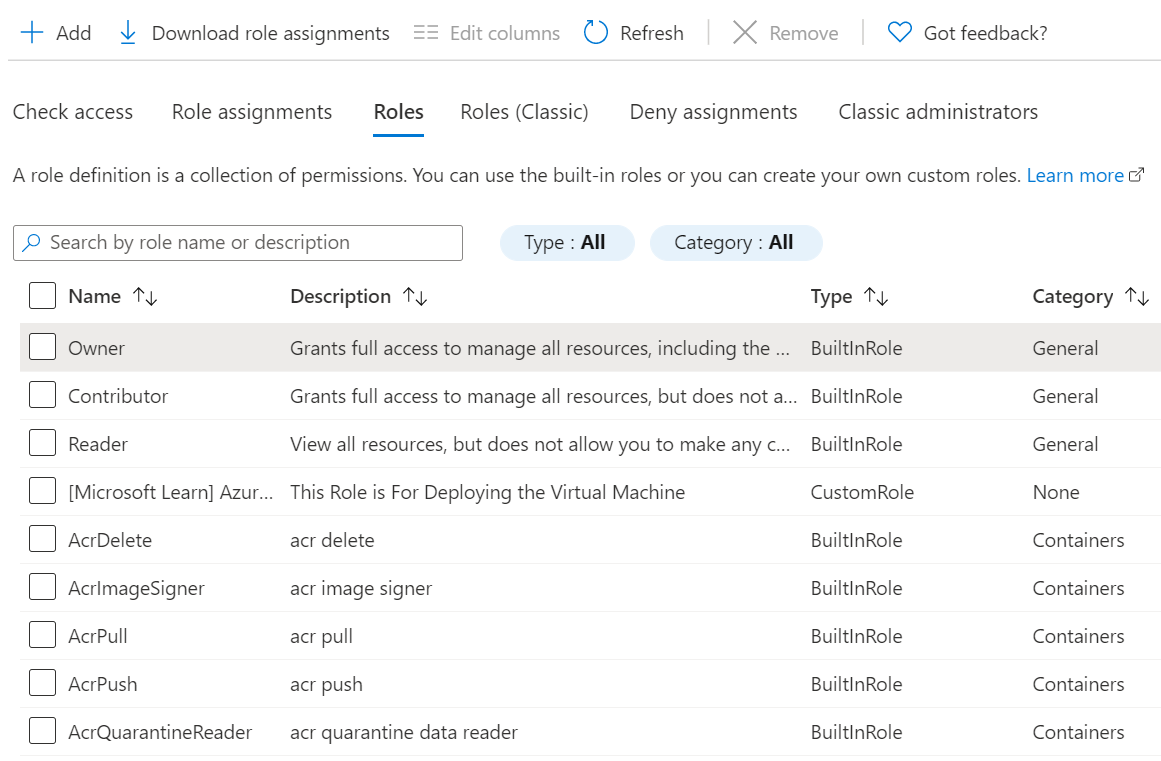 Add Download role assignments Edit columns Refresh Remove Got feedback?
Check access Role assignments Roles Roles (Classic) Deny assignments Classic administrators
A role definition is a collection of permissions. You can use the built-in roles or you can create your own custom roles. Learn more
Search by role name or description Type : All Category : All
Name Description Type Category
Owner Grants full access to manage all resources, including the ... BuiltInRole General
Contributor Grants full access to manage all resources, but does not a... BuiltInRole General
Reader View all resources, but does not allow you to make any c... BuiltInRole General
[Microsoft Learn] Azur... This Role is For Deploying the Virtual Machine CustomRole None
AcrDelete acr delete BuiltInRole Containers
AcrImageSigner acr image signer BuiltInRole Containers
AcrPull acr pull BuiltInRole Containers
AcrPush acr push BuiltInRole Containers
AcrQuarantineReader acr quarantine data reader BuiltInRole Containers